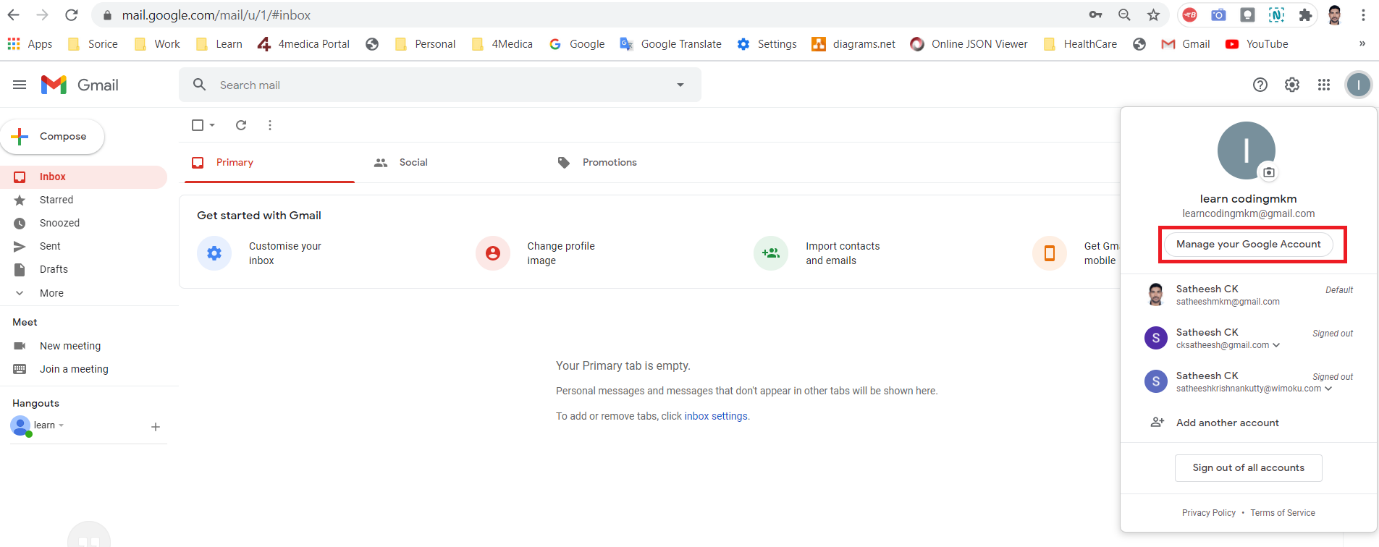 mail.google.com/mail/u/1/#inbox
Apps Sorice Work Learn 4medica Portal Personal 4Medica Google Google Translate Settings diagrams.net Online JSON Viewer HealthCare Gmail YouTube »
Gmail
Search mail
I
Compose
Primary Social Promotions
Inbox
Starred
Snoozed
Sent
Drafts
More
Meet
New meeting
Join a meeting
Hangouts
learn
Get started with Gmail
Customise your
inbox
Change profile
image
Import contacts
and emails
Get Gm
mobile
Your Primary tab is empty.
Personal messages and messages that don't appear in other tabs will be shown here.
To add or remove tabs, click inbox settings.
I
learn codingmkm
learncodingmkm@gmail.com
Manage your Google Account
Satheesh CK Default
satheeshmkm@gmail.com
S Satheesh CK Signed out
cksatheesh@gmail.com
S Satheesh CK Signed out
satheeshkrishnankutty@wimoku.com
Add another account
Sign out of all accounts
Privacy Policy • Terms of Service